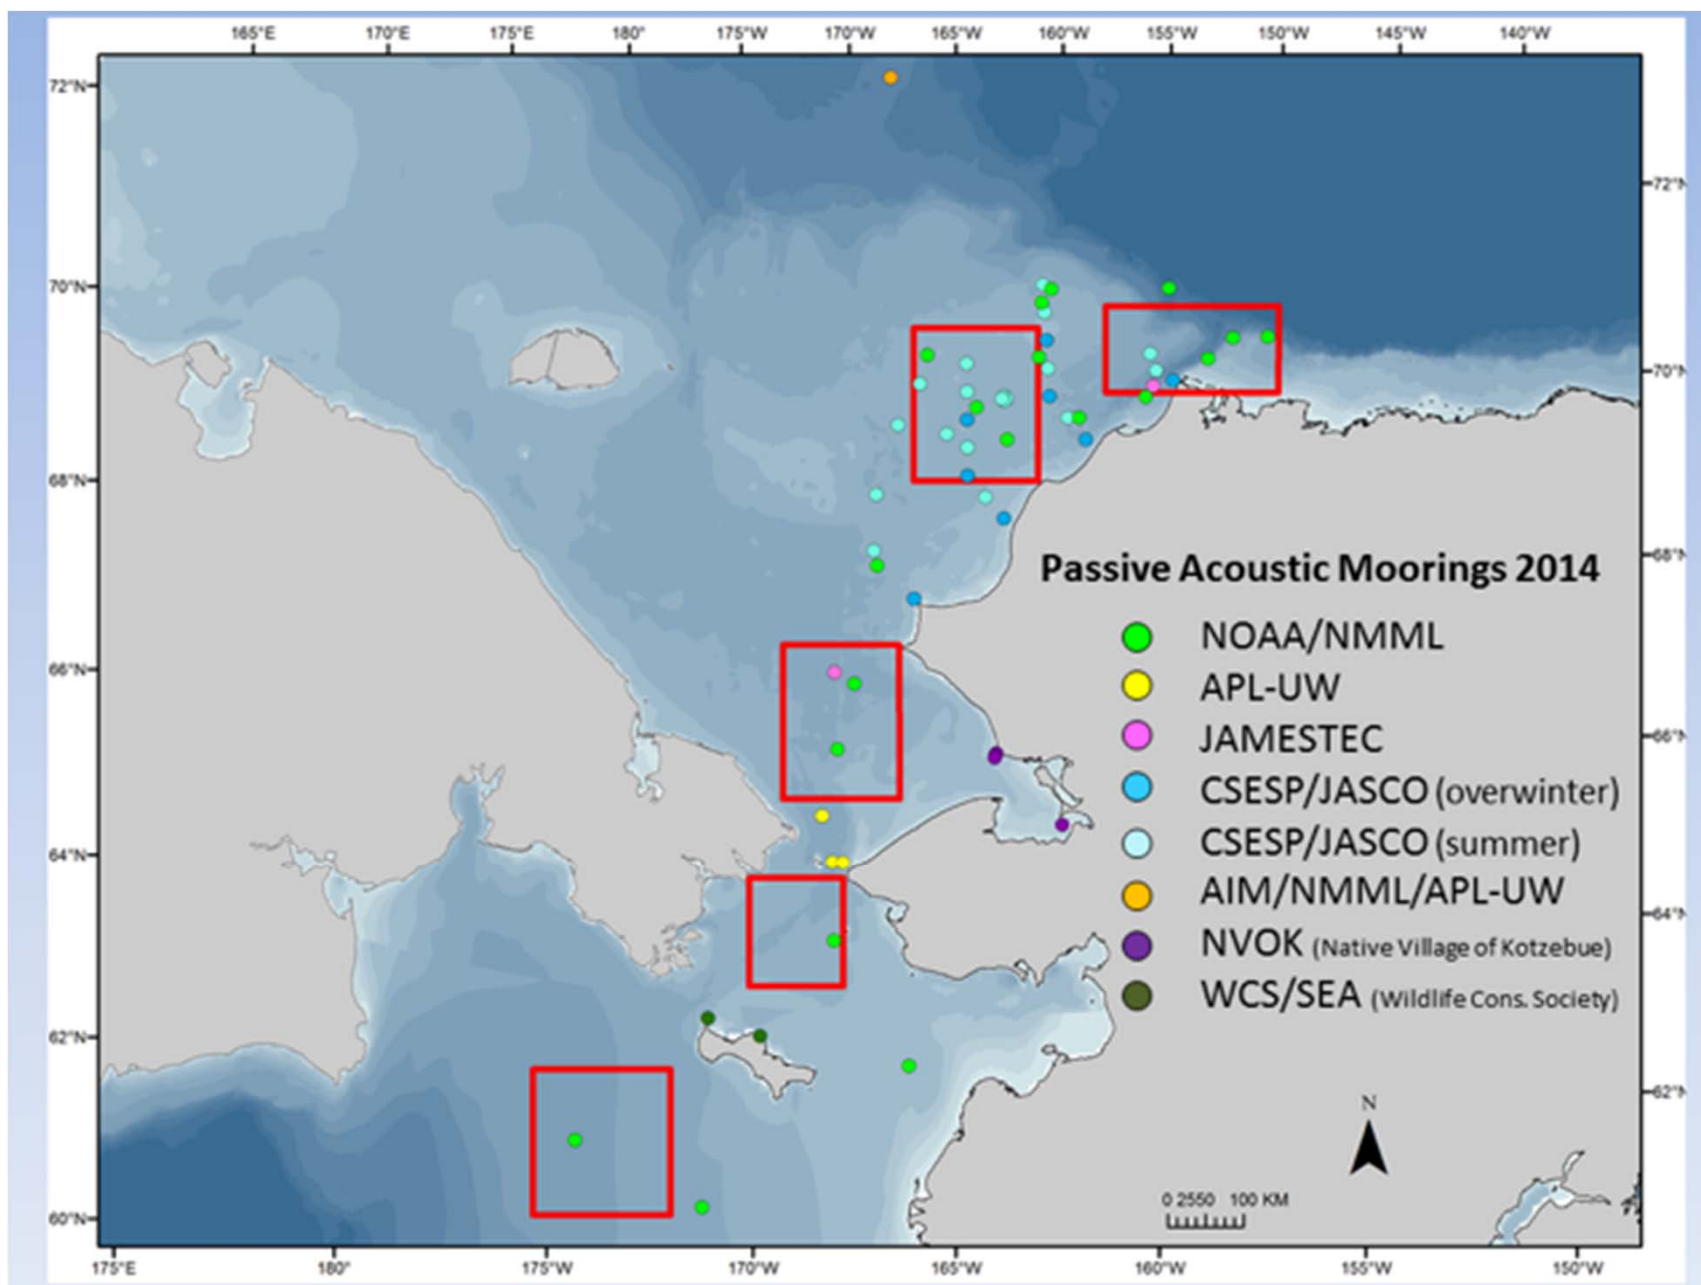 165°E 170°E 175°E 180° 175°W 170°W 165°W 160°W 155°W 150°W 145°W 140°W
72°N
72°N
70°N
70°N
68°N
68°N
Passive Acoustic Moorings 2014
NOAA/NMML
66°N
APL-UW
66°N
JAMESTEC
CSESP/JASCO (overwinter)
CSESP/JASCO (summer)
64°N
AIM/NMML/APL-UW
64°N
NVOK (Native Village of Kotzebue)
WCS/SEA (Wildlife Cons. Society)
62°N
62°N
N
0 2550 100 KM
60°N
175°E 180° 175°W 170°W 165°W 160°W 155°W 150°W